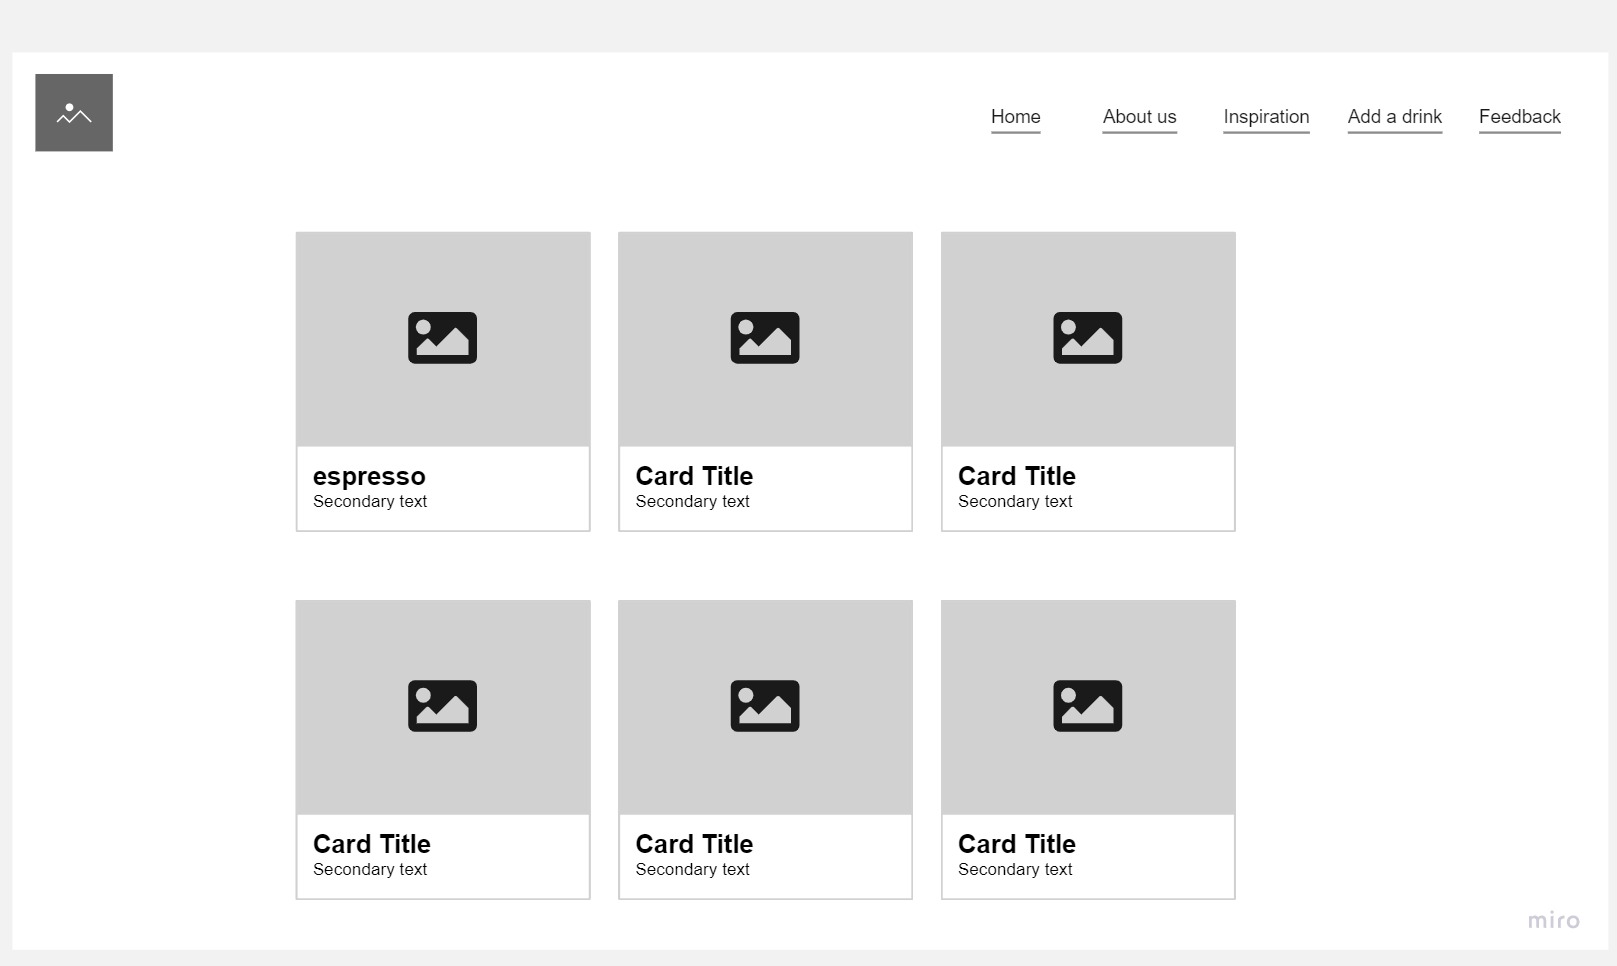 Home About us Inspiration Add a drink Feedback
espresso
Secondary text
Card Title
Secondary text
Card Title
Secondary text
Card Title
Secondary text
Card Title
Secondary text
Card Title
Secondary text
miro